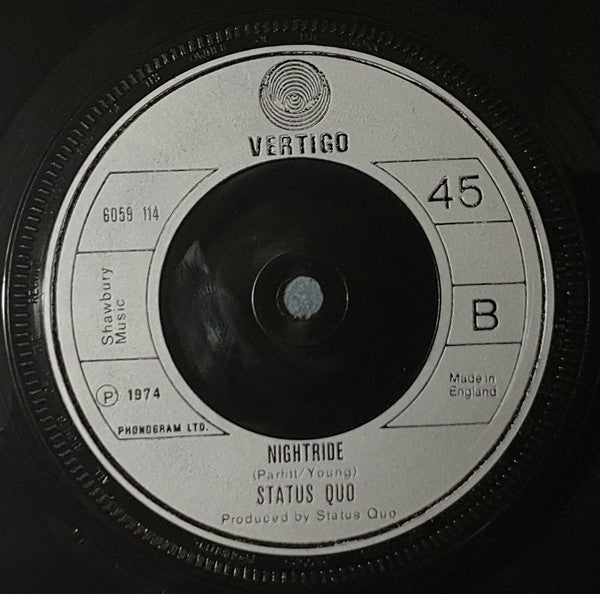 VERTIGO
6059 114
45
Shawbury
Music
B
℗ 1974
Made in
England
PHONOGRAM LTD.
NIGHTRIDE
(Parfitt/Young)
STATUS QUO
Produced by Status Quo